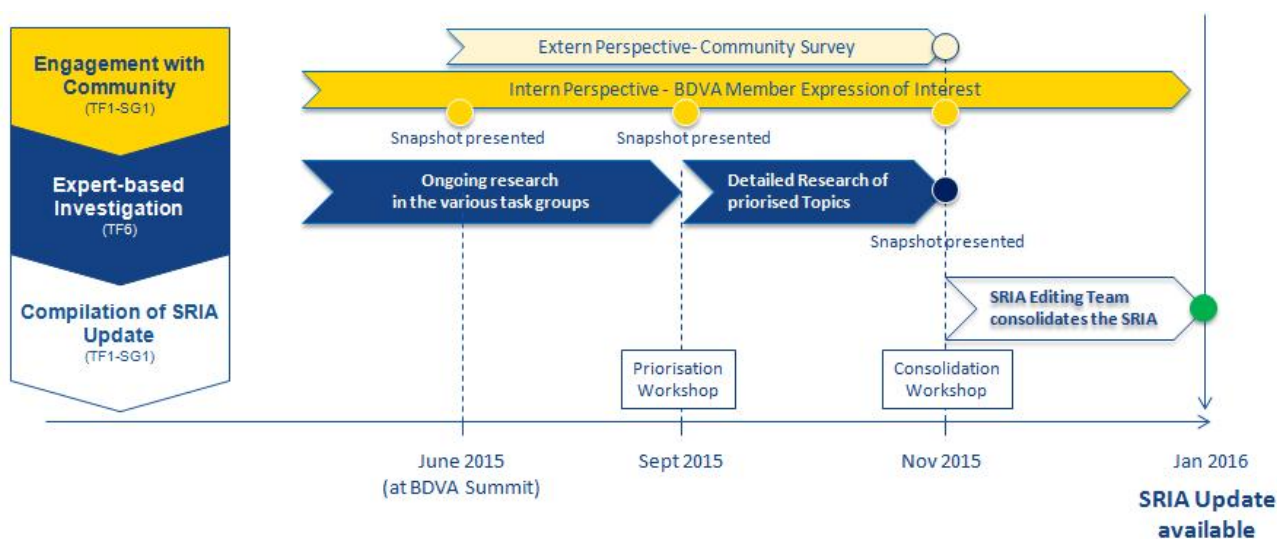 Engagement with
Community
(TF1-SG1)
Expert-based
Investigation
(TF6)
Compilation of SRIA
Update
(TF1-SG1)
Extern Perspective- Community Survey
Intern Perspective - BDVA Member Expression of Interest
Snapshot presented
Snapshot presented
Ongoing research
in the various task groups
Detailed Research of
priorised Topics
Snapshot presented
SRIA Editing Team
consolidates the SRIA
Priorisation
Workshop
Consolidation
Workshop
June 2015
(at BDVA Summit)
Sept 2015
Nov 2015
Jan 2016
SRIA Update
available